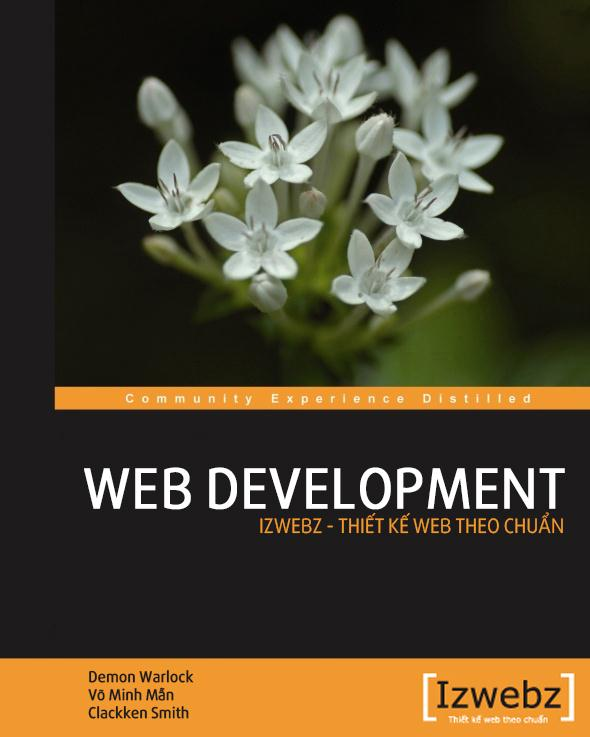 Community Experience Distilled
WEB DEVELOPMENT
IZWEBZ - THIẾT KẾ WEB THEO CHUẨN
Demon Warlock
Võ Minh Mẫn
Clackken Smith
[Izwebz]
Thiết kế web theo chuẩn